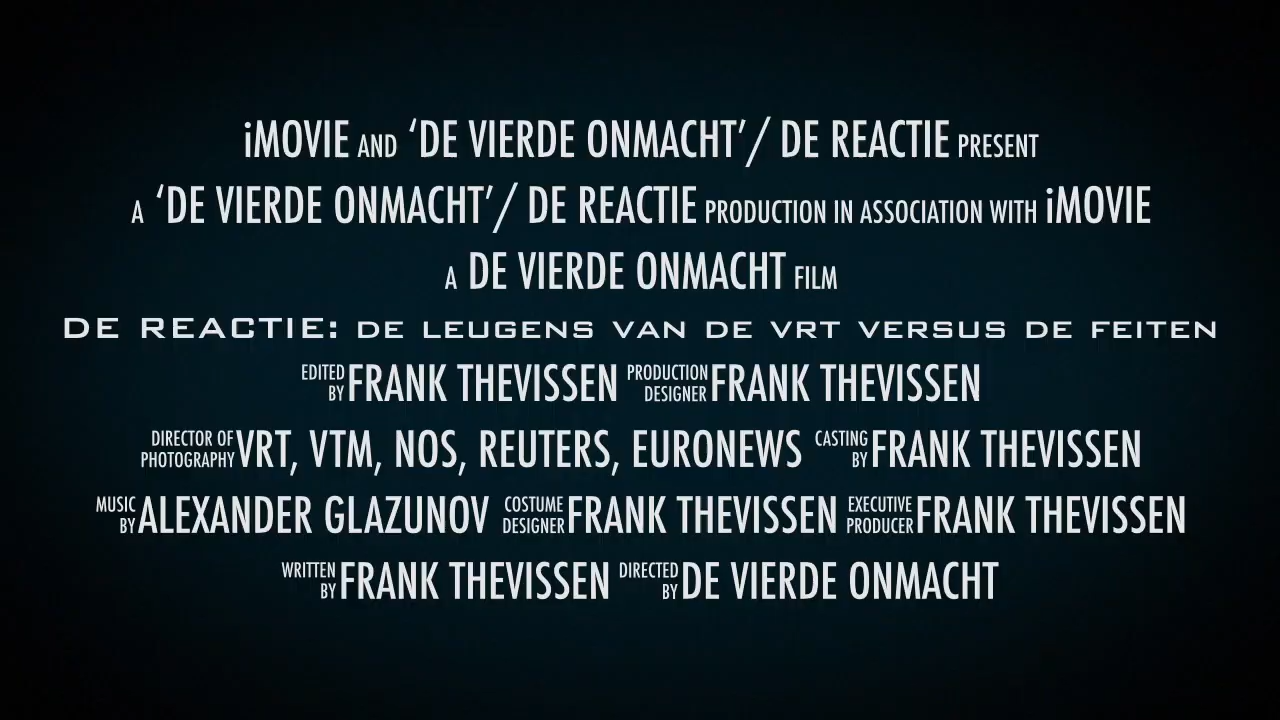 iMOVIE AND ‘DE VIERDE ONMACHT’/ DE REACTIE PRESENT
A ‘DE VIERDE ONMACHT’/ DE REACTIE PRODUCTION IN ASSOCIATION WITH iMOVIE
A DE VIERDE ONMACHT FILM
DE REACTIE: DE LEUGENS VAN DE VRT VERSUS DE FEITEN
EDITED BY FRANK THEVISSEN PRODUCTION DESIGNER FRANK THEVISSEN
DIRECTOR OF PHOTOGRAPHY VRT, VTM, NOS, REUTERS, EURONEWS CASTING BY FRANK THEVISSEN
MUSIC BY ALEXANDER GLAZUNOV COSTUME DESIGNER FRANK THEVISSEN EXECUTIVE PRODUCER FRANK THEVISSEN
WRITTEN BY FRANK THEVISSEN DIRECTED BY DE VIERDE ONMACHT